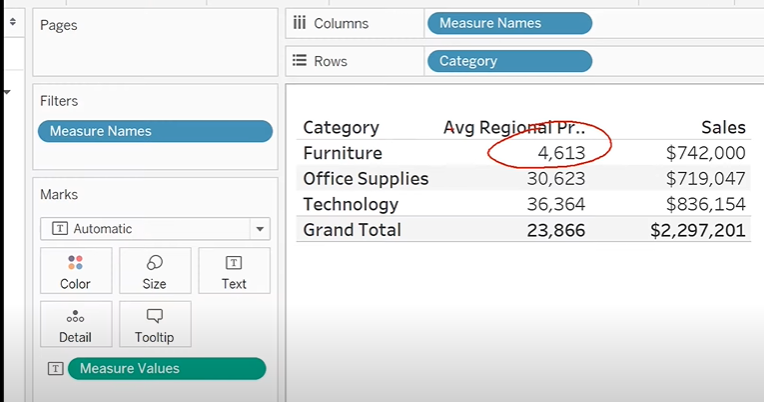 Pages
Columns Measure Names
Rows Category
Filters
Measure Names
Marks
T Automatic
Color Size Text
Detail Tooltip
T Measure Values
Category Avg Regional Pr.. Sales
Furniture 4,613 $742,000
Office Supplies 30,623 $719,047
Technology 36,364 $836,154
Grand Total 23,866 $2,297,201